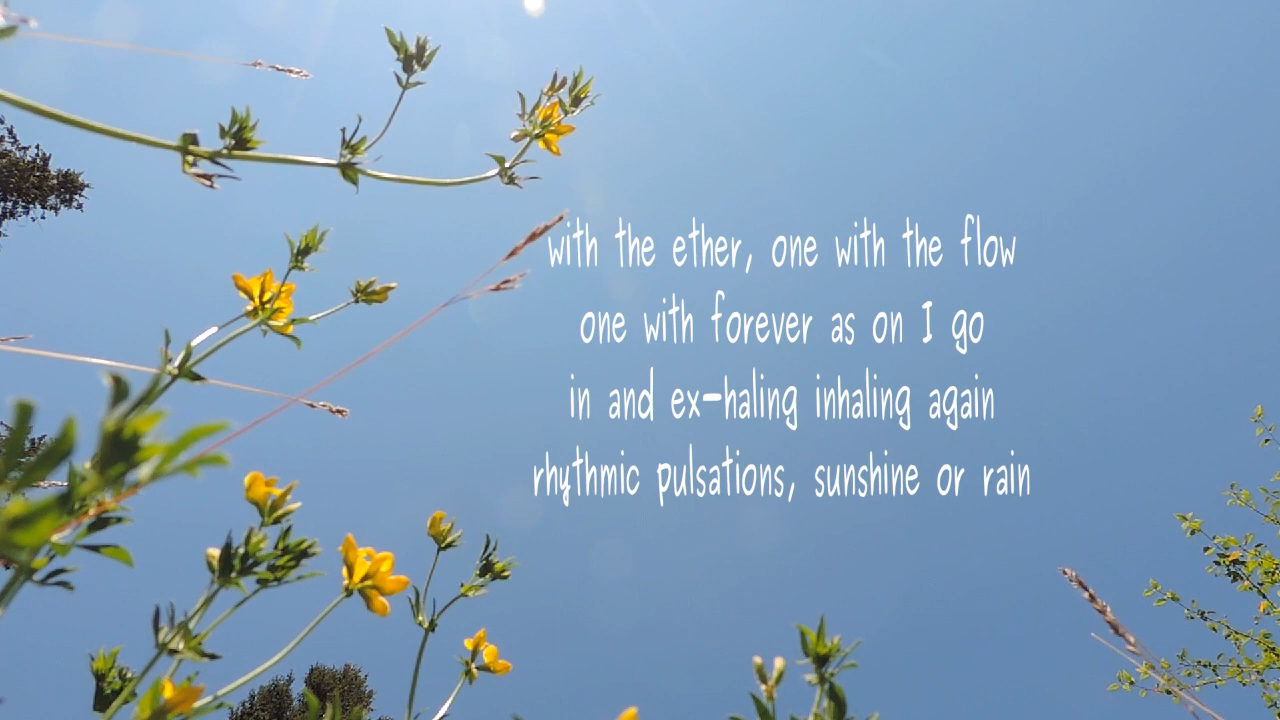 with the ether, one with the flow
one with forever as on I go
in and ex-haling inhaling again
rhythmic pulsations, sunshine or rain